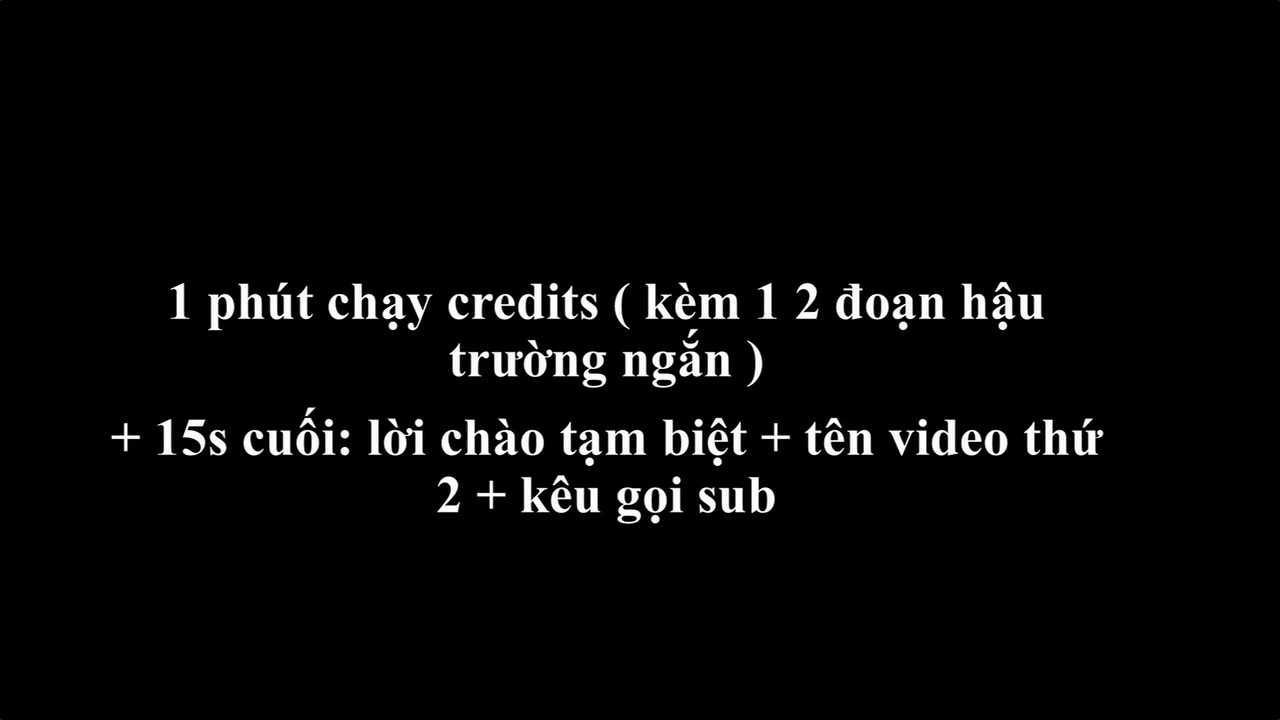 1 phút chạy credits ( kèm 1 2 đoạn hậu
trường ngắn )
+ 15s cuối: lời chào tạm biệt + tên video thứ
2 + kêu gọi sub